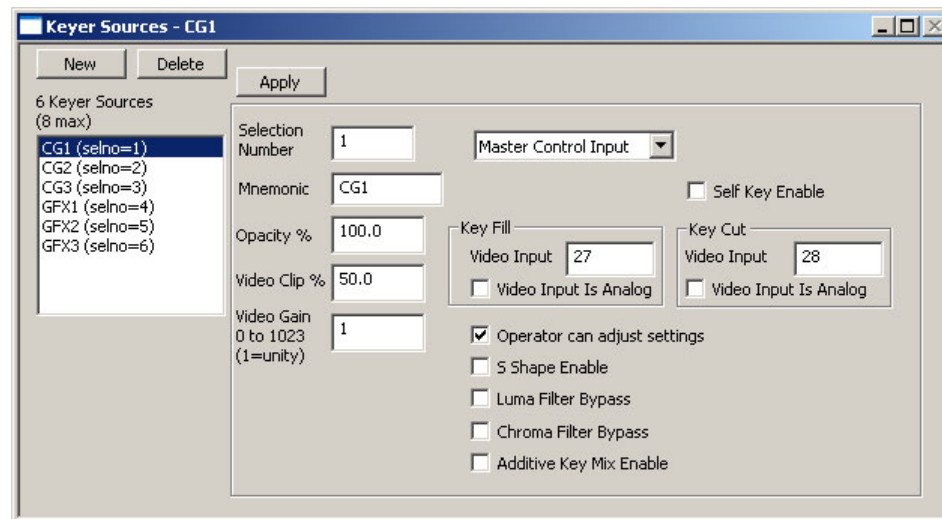 Keyer Sources - CG1
New
Delete
Apply
6 Keyer Sources
(8 max)
CG1 (selno=1)
CG2 (selno=2)
CG3 (selno=3)
GFX1 (selno=4)
GFX2 (selno=5)
GFX3 (selno=6)
Selection
Number
1
Master Control Input
Mnemonic
CG1
Self Key Enable
Opacity %
100.0
Video Clip %
50.0
Video Gain
0 to 1023
(1=unity)
1
Key Fill
Video Input
27
Video Input Is Analog
Key Cut
Video Input
28
Video Input Is Analog
Operator can adjust settings
S Shape Enable
Luma Filter Bypass
Chroma Filter Bypass
Additive Key Mix Enable